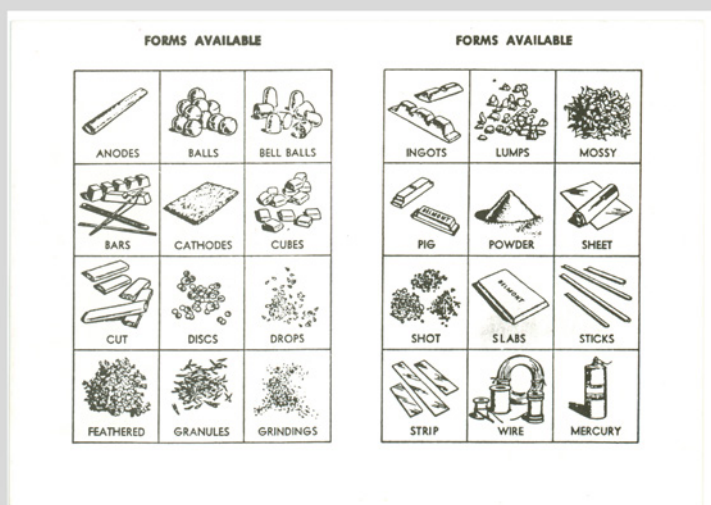 FORMS AVAILABLE
ANODES BALLS BELL BALLS
BARS CATHODES CUBES
CUT DISCS DROPS
FEATHERED GRANULES GRINDINGS
FORMS AVAILABLE
INGOTS LUMPS MOSSY
BELMONT
PIG POWDER SHEET
BELMONT
SHOT SLABS STICKS
STRIP WIRE MERCURY